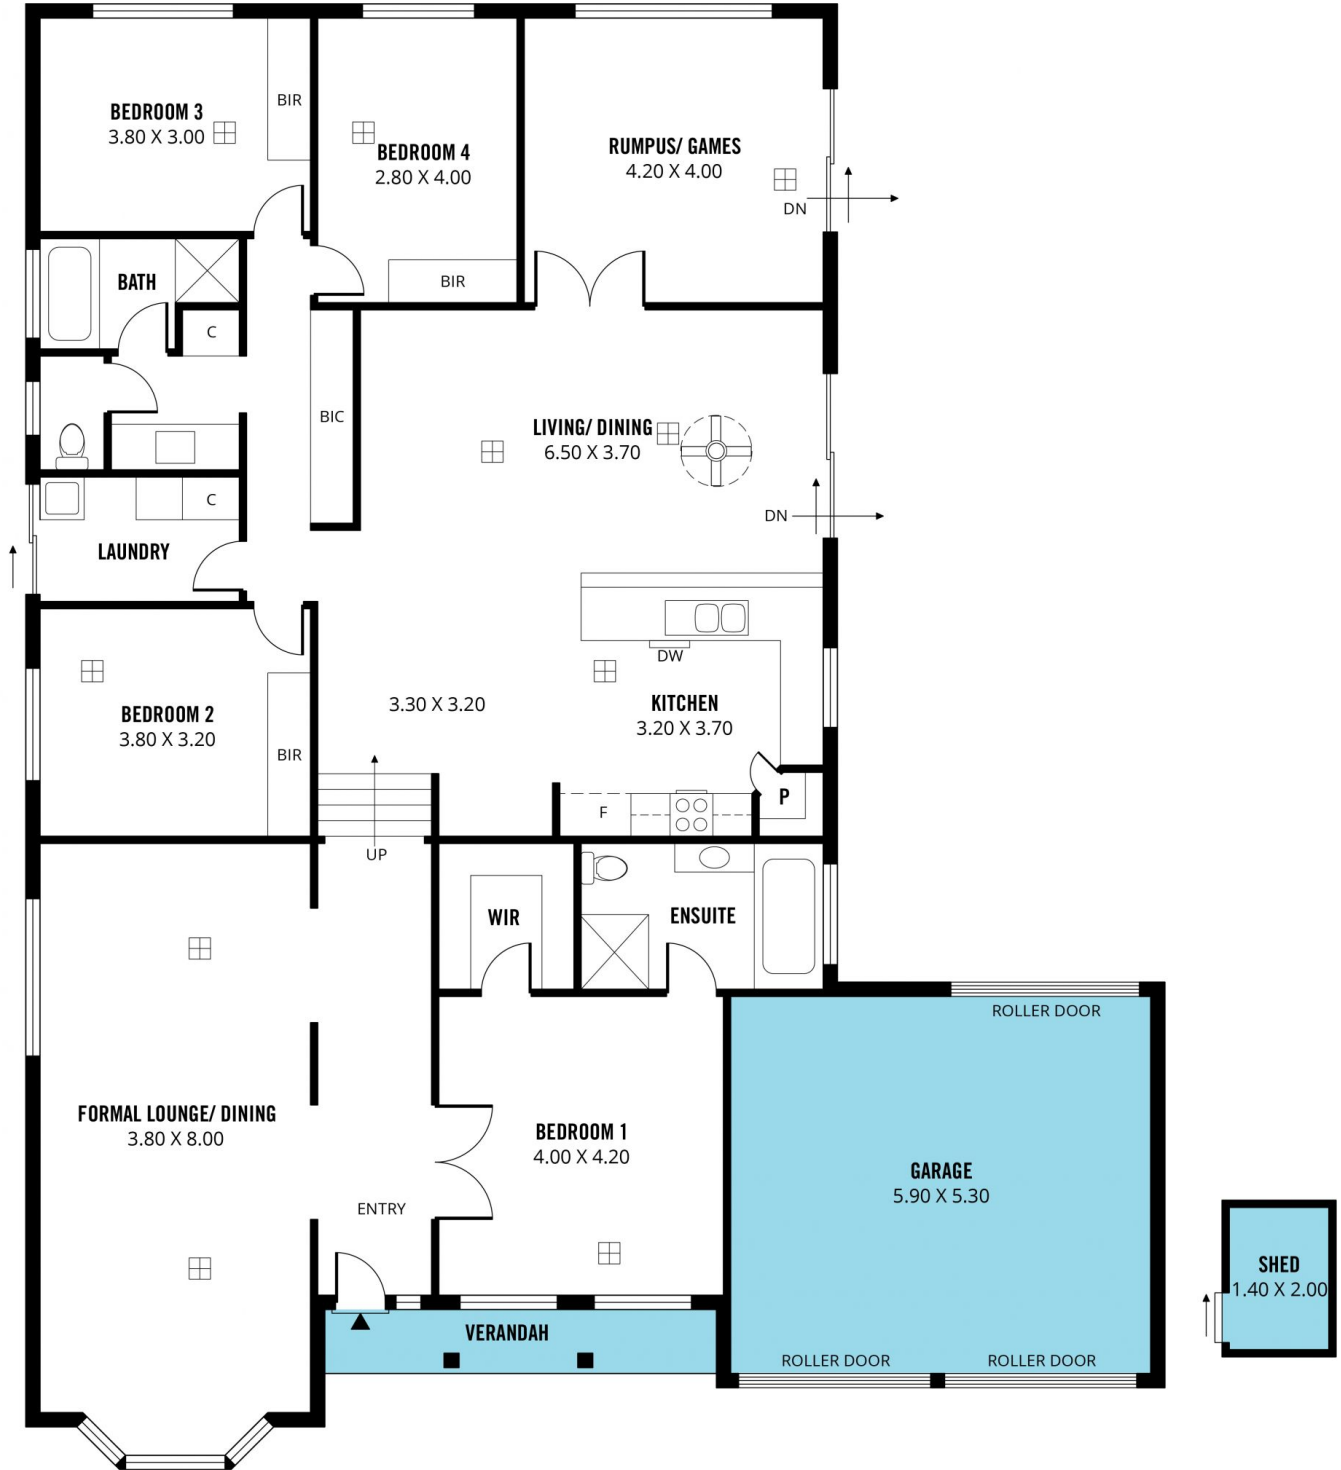 BEDROOM 3
3.80 X 3.00
BIR
BEDROOM 4
2.80 X 4.00
BIR
RUMPUS/ GAMES
4.20 X 4.00
DN
BATH
C
BIC
LIVING/ DINING
6.50 X 3.70
DN
C
LAUNDRY
DW
BEDROOM 2
3.80 X 3.20
BIR
3.30 X 3.20
KITCHEN
3.20 X 3.70
F
P
UP
WIR
ENSUITE
ROLLER DOOR
FORMAL LOUNGE/ DINING
3.80 X 8.00
BEDROOM 1
4.00 X 4.20
ENTRY
GARAGE
5.90 X 5.30
SHED
1.40 X 2.00
VERANDAH
ROLLER DOOR
ROLLER DOOR